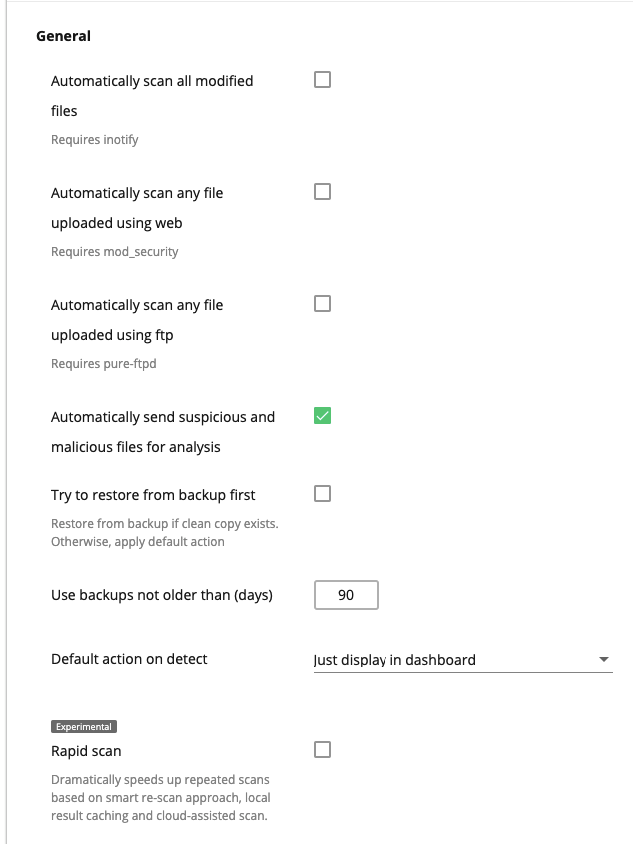 General
Automatically scan all modified
files
Requires inotify
Automatically scan any file
uploaded using web
Requires mod_security
Automatically scan any file
uploaded using ftp
Requires pure-ftpd
Automatically send suspicious and
malicious files for analysis
Try to restore from backup first
Restore from backup if clean copy exists.
Otherwise, apply default action
Use backups not older than (days) 90
Default action on detect Just display in dashboard
Experimental
Rapid scan
Dramatically speeds up repeated scans
based on smart re-scan approach, local
result caching and cloud-assisted scan.